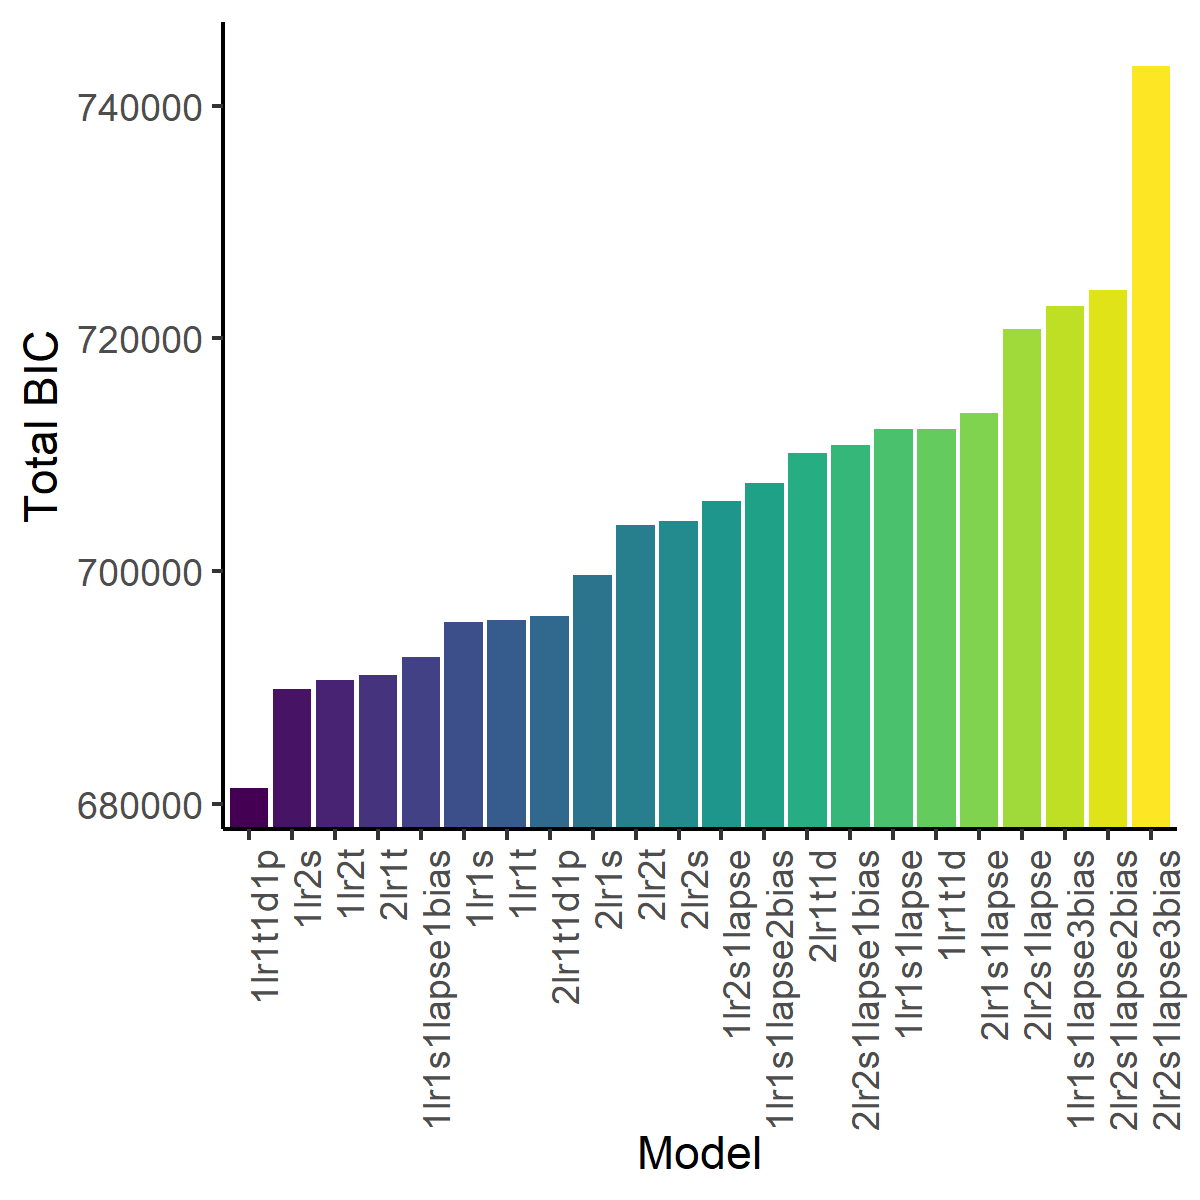 Total BIC
740000
720000
700000
680000
1lr1t1d1p
1lr2s
1lr2t
2lr1t
1lr1s1lapse1bias
1lr1s
1lr1t
2lr1t1d1p
2lr1s
2lr2t
2lr2s
1lr2s1lapse
1lr1s1lapse2bias
2lr1t1d
2lr2s1lapse1bias
1lr1s1lapse
1lr1t1d
2lr1s1lapse
2lr2s1lapse
1lr1s1lapse3bias
2lr2s1lapse2bias
2lr2s1lapse3bias
Model